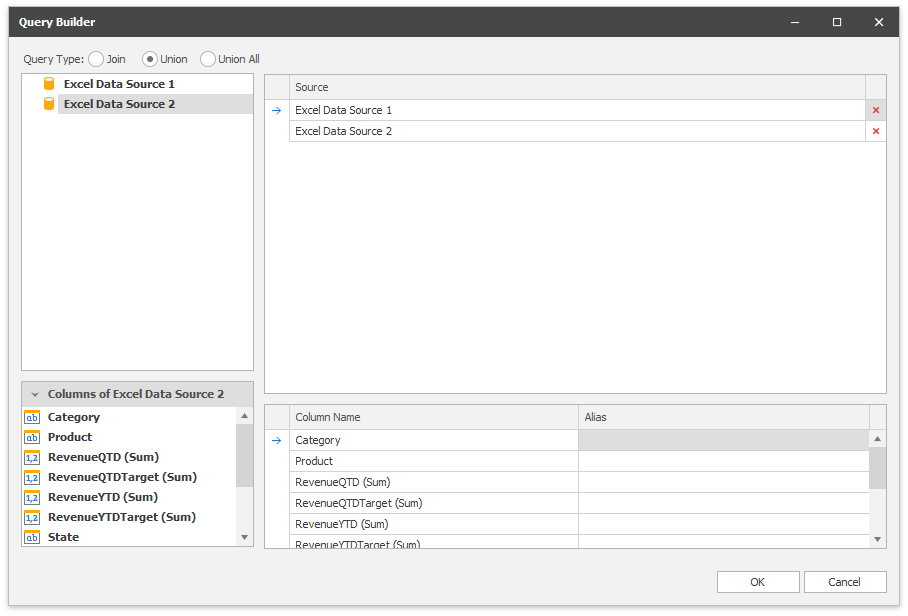 Query Builder
Query Type: Join Union Union All
Excel Data Source 1
Excel Data Source 2
Source
Excel Data Source 1
Excel Data Source 2
Columns of Excel Data Source 2
ab Category
ab Product
1,2 RevenueQTD (Sum)
1,2 RevenueQTDTarget (Sum)
1,2 RevenueYTD (Sum)
1,2 RevenueYTDTarget (Sum)
ab State
Column Name Alias
Category
Product
RevenueQTD (Sum)
RevenueQTDTarget (Sum)
RevenueYTD (Sum)
RevenueYTDTarget (Sum)
OK Cancel